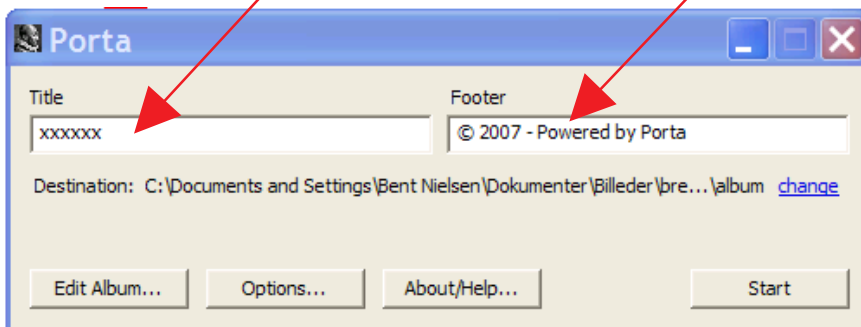 Porta
Title Footer
xxxxxx © 2007 - Powered by Porta
Destination: C:\Documents and Settings\Bent Nielsen\Dokumenter\Billeder\bre...\album change
Edit Album... Options... About/Help... Start